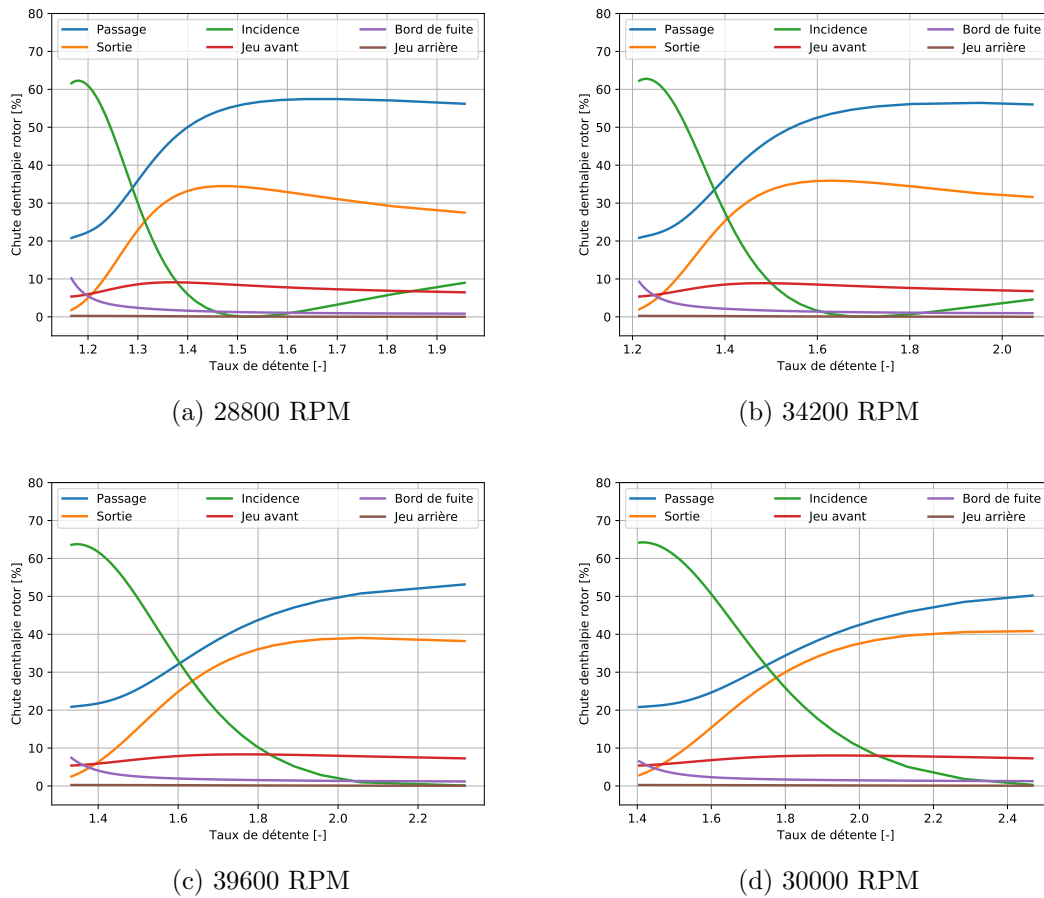 80
70
60
50
40
30
20
10
0
Chute denthalpie rotor [%]
Passage Incidence Bord de fuite
Sortie Jeu avant Jeu arrière
1.2 1.3 1.4 1.5 1.6 1.7 1.8 1.9
Taux de détente [-]
(a) 28800 RPM
80
70
60
50
40
30
20
10
0
Chute denthalpie rotor [%]
Passage Incidence Bord de fuite
Sortie Jeu avant Jeu arrière
1.2 1.4 1.6 1.8 2.0
Taux de détente [-]
(b) 34200 RPM
80
70
60
50
40
30
20
10
0
Chute denthalpie rotor [%]
Passage Incidence Bord de fuite
Sortie Jeu avant Jeu arrière
1.4 1.6 1.8 2.0 2.2
Taux de détente [-]
(c) 39600 RPM
80
70
60
50
40
30
20
10
0
Chute denthalpie rotor [%]
Passage Incidence Bord de fuite
Sortie Jeu avant Jeu arrière
1.4 1.6 1.8 2.0 2.2 2.4
Taux de détente [-]
(d) 30000 RPM